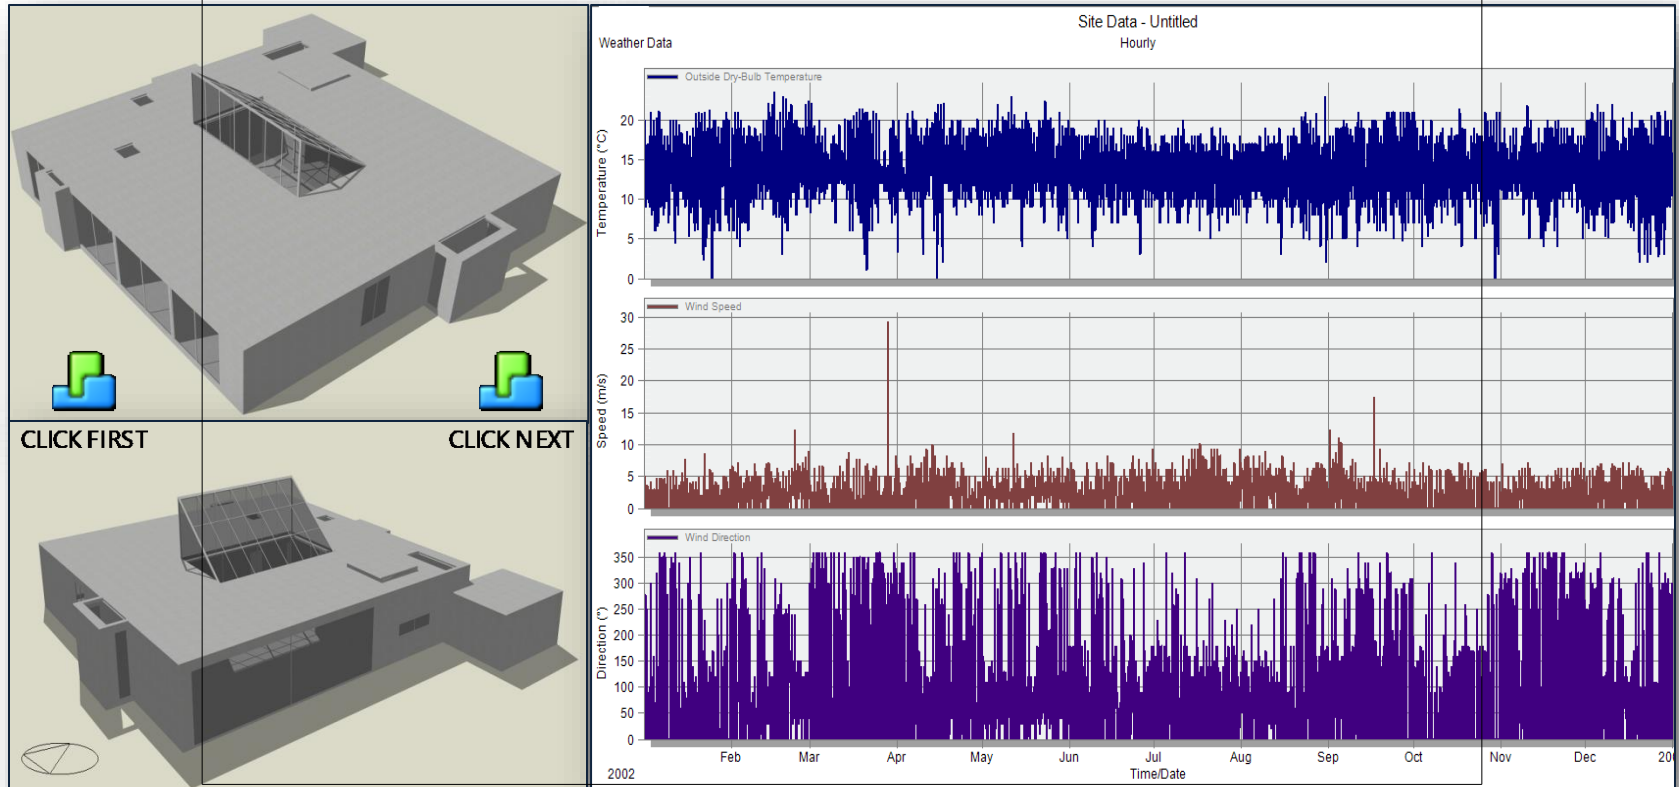 CLICK FIRST
CLICK NEXT
Site Data - Untitled
Weather Data
Hourly
Outside Dry-Bulb Temperature
Temperature (°C)
20
15
10
5
0
Wind Speed
Speed (m/s)
30
25
20
15
10
5
0
Wind Direction
Direction (°)
350
300
250
200
150
100
50
0
Feb Mar Apr May Jun Jul Aug Sep Oct Nov Dec 200
2002
Time/Date